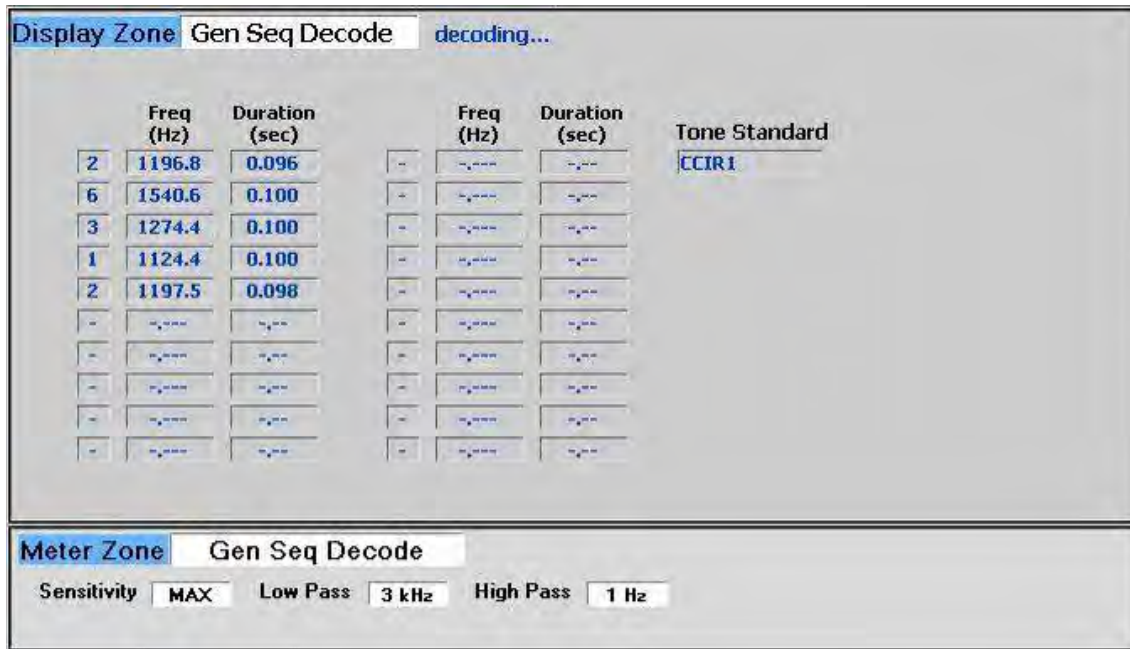 Display Zone Gen Seq Decode decoding...
Freq Duration Freq Duration
(Hz) (sec) (Hz) (sec) Tone Standard
2 1196.8 0.096 - -.--- -.-- CCIR1
6 1540.6 0.100 - -.--- -.--
3 1274.4 0.100 - -.--- -.--
1 1124.4 0.100 - -.--- -.--
2 1197.5 0.098 - -.--- -.--
- -.--- -.-- - -.--- -.--
- -.--- -.-- - -.--- -.--
- -.--- -.-- - -.--- -.--
- -.--- -.-- - -.--- -.--
- -.--- -.-- - -.--- -.--
Meter Zone Gen Seq Decode
Sensitivity MAX Low Pass 3 kHz High Pass 1 Hz